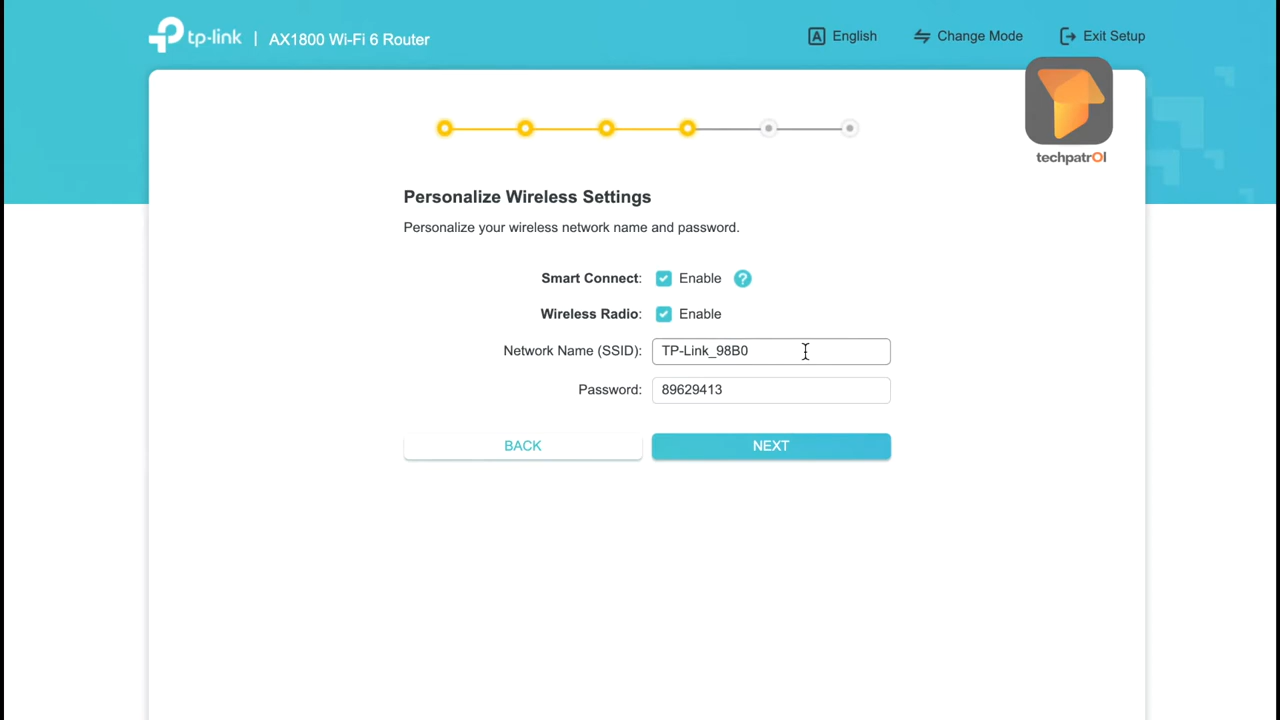 tp-link | AX1800 Wi-Fi 6 Router
A English Change Mode Exit Setup
techpatrOl
Personalize Wireless Settings
Personalize your wireless network name and password.
Smart Connect: Enable ?
Wireless Radio: Enable
Network Name (SSID): TP-Link_98B0
Password: 89629413
BACK NEXT